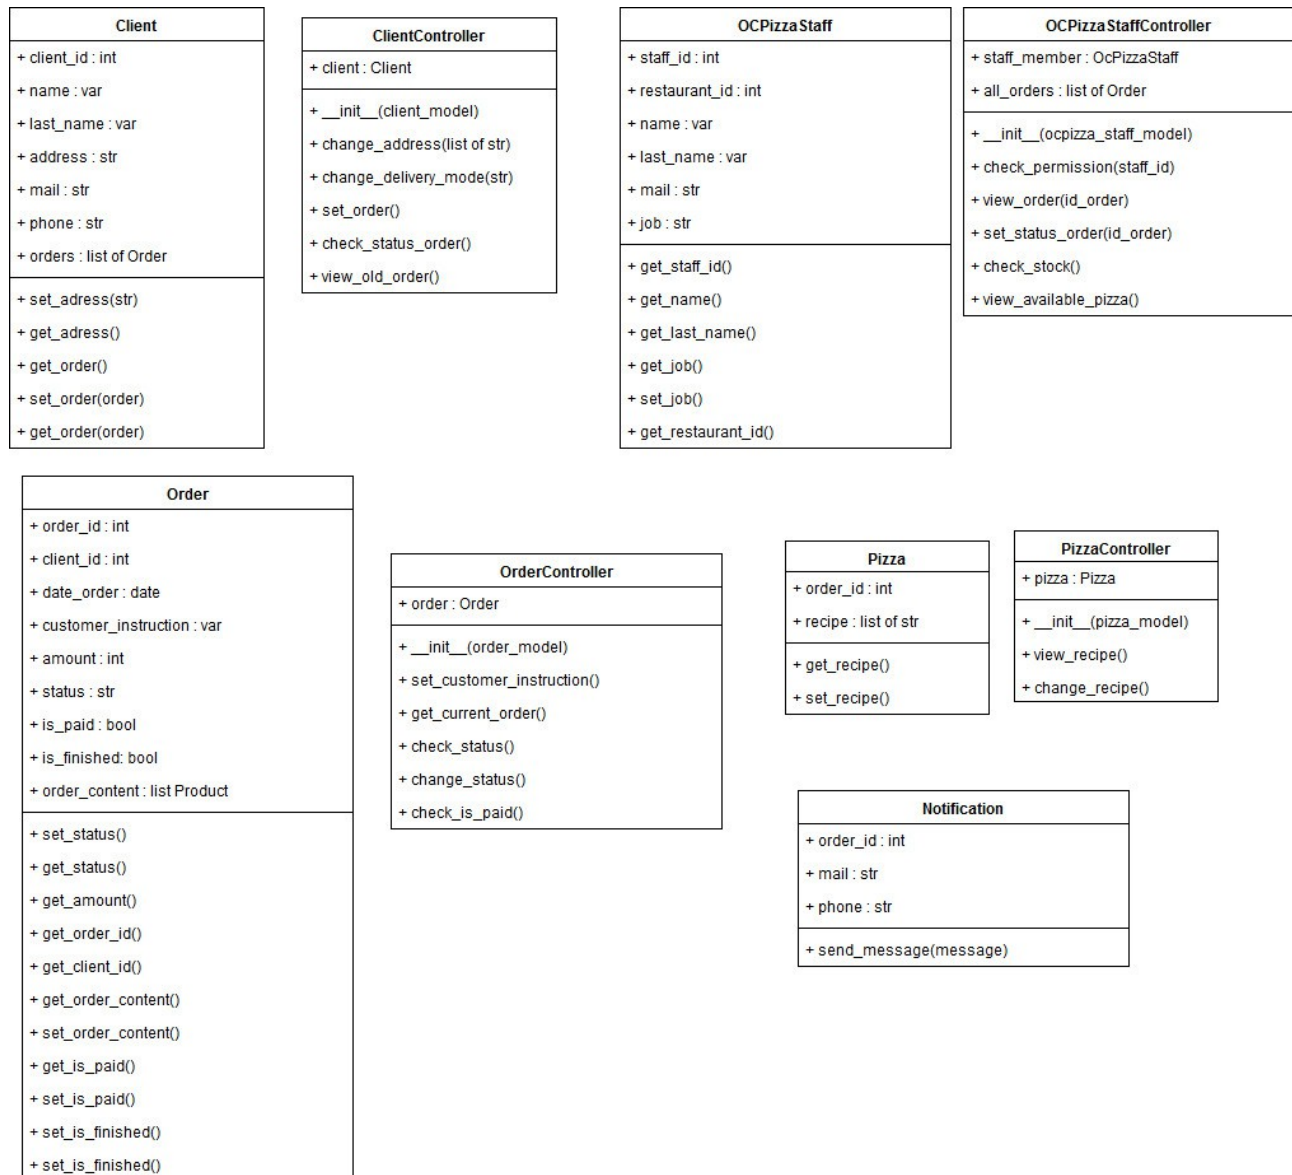 Client
+ client_id : int
+ name : var
+ last_name : var
+ address : str
+ mail : str
+ phone : str
+ orders : list of Order
+ set_adress(str)
+ get_adress()
+ get_order()
+ set_order(order)
+ get_order(order)
ClientController
+ client : Client
+ __init__(client_model)
+ change_address(list of str)
+ change_delivery_mode(str)
+ set_order()
+ check_status_order()
+ view_old_order()
OCPizzaStaff
+ staff_id : int
+ restaurant_id : int
+ name : var
+ last_name : var
+ mail : str
+ job : str
+ get_staff_id()
+ get_name()
+ get_last_name()
+ get_job()
+ set_job()
+ get_restaurant_id()
OCPizzaStaffController
+ staff_member : OcPizzaStaff
+ all_orders : list of Order
+ __init__(ocpizza_staff_model)
+ check_permission(staff_id)
+ view_order(id_order)
+ set_status_order(id_order)
+ check_stock()
+ view_available_pizza()
Order
+ order_id : int
+ client_id : int
+ date_order : date
+ customer_instruction : var
+ amount : int
+ status : str
+ is_paid : bool
+ is_finished: bool
+ order_content : list Product
+ set_status()
+ get_status()
+ get_amount()
+ get_order_id()
+ get_client_id()
+ get_order_content()
+ set_order_content()
+ get_is_paid()
+ set_is_paid()
+ set_is_finished()
+ set_is_finished()
OrderController
+ order : Order
+ __init__(order_model)
+ set_customer_instruction()
+ get_current_order()
+ check_status()
+ change_status()
+ check_is_paid()
Pizza
+ order_id : int
+ recipe : list of str
+ get_recipe()
+ set_recipe()
PizzaController
+ pizza : Pizza
+ __init__(pizza_model)
+ view_recipe()
+ change_recipe()
Notification
+ order_id : int
+ mail : str
+ phone : str
+ send_message(message)